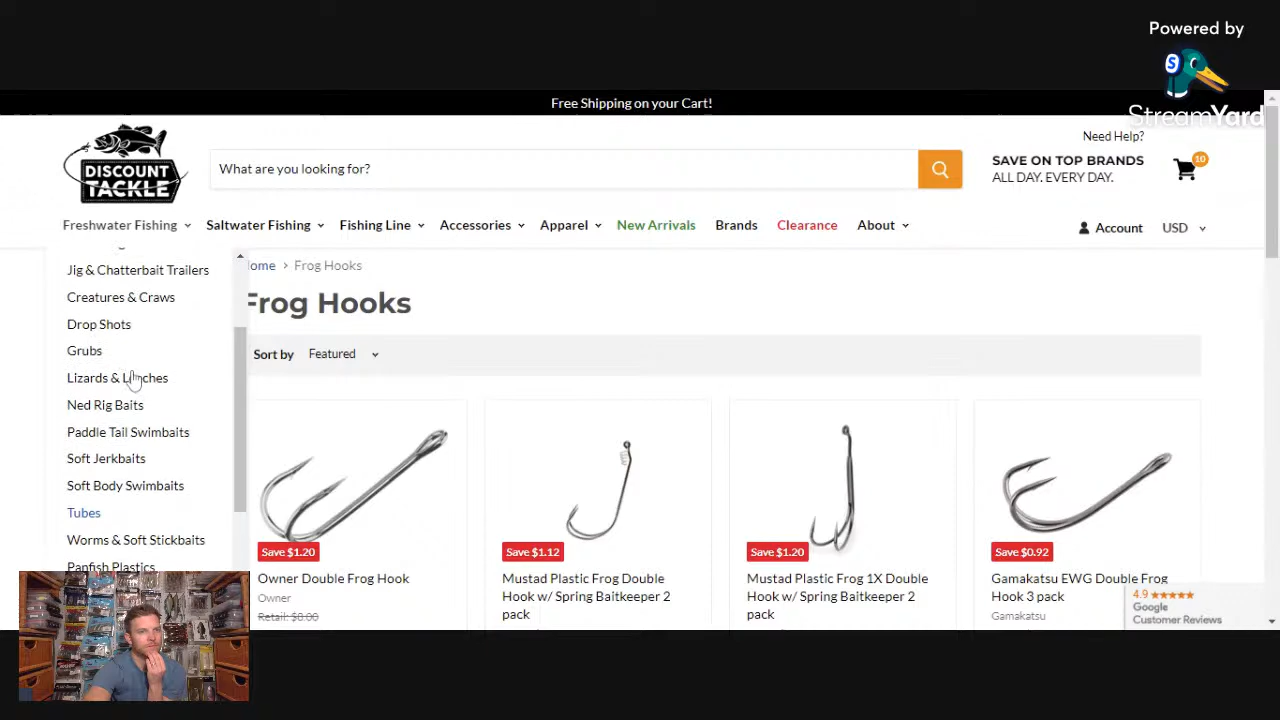 Powered by
S
StreamYard
Free Shipping on your Cart!
Need Help?
DISCOUNT
TACKLE
What are you looking for?
SAVE ON TOP BRANDS
ALL DAY. EVERY DAY.
10
Freshwater Fishing
Saltwater Fishing
Fishing Line
Accessories
Apparel
New Arrivals
Brands
Clearance
About
Account
USD
Jig & Chatterbait Trailers
Creatures & Craws
Drop Shots
Grubs
Lizards & Lunches
Ned Rig Baits
Paddle Tail Swimbaits
Soft Jerkbaits
Soft Body Swimbaits
Tubes
Worms & Soft Stickbaits
Panfish Plastics
ome > Frog Hooks
Frog Hooks
Sort by Featured
Save $1.20
Owner Double Frog Hook
Owner
Retail: $8.00
Save $1.12
Mustad Plastic Frog Double
Hook w/ Spring Baitkeeper 2
pack
Save $1.20
Mustad Plastic Frog 1X Double
Hook w/ Spring Baitkeeper 2
pack
Save $0.92
Gamakatsu EWG Double Frog
Hook 3 pack
Gamakatsu
4.9 ★★★★★
Google
Customer Reviews